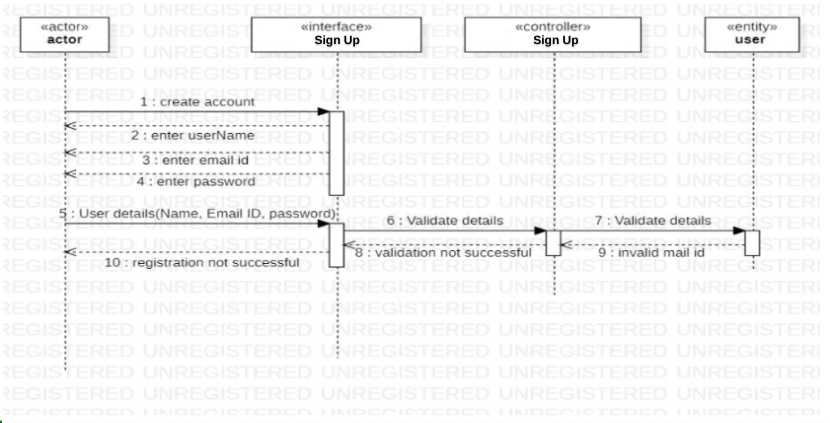 «actor»
actor
«interface»
Sign Up
«controller»
Sign Up
«entity»
user
1 : create account
2 : enter userName
3 : enter email id
4 : enter password
5 : User details(Name, Email ID, password)
6 : Validate details
7 : Validate details
8 : validation not successful
9 : invalid mail id
10 : registration not successful
UNREGISTERED